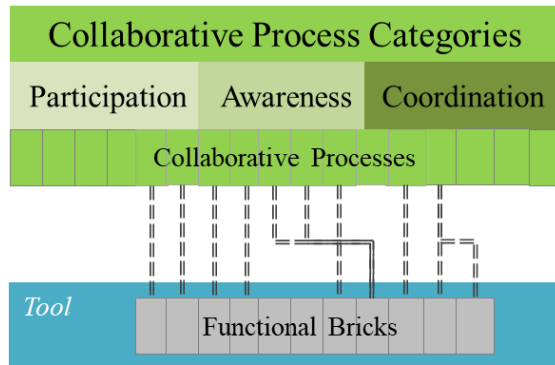 Collaborative Process Categories
Participation Awareness Coordination
Collaborative Processes
Tool
Functional Bricks